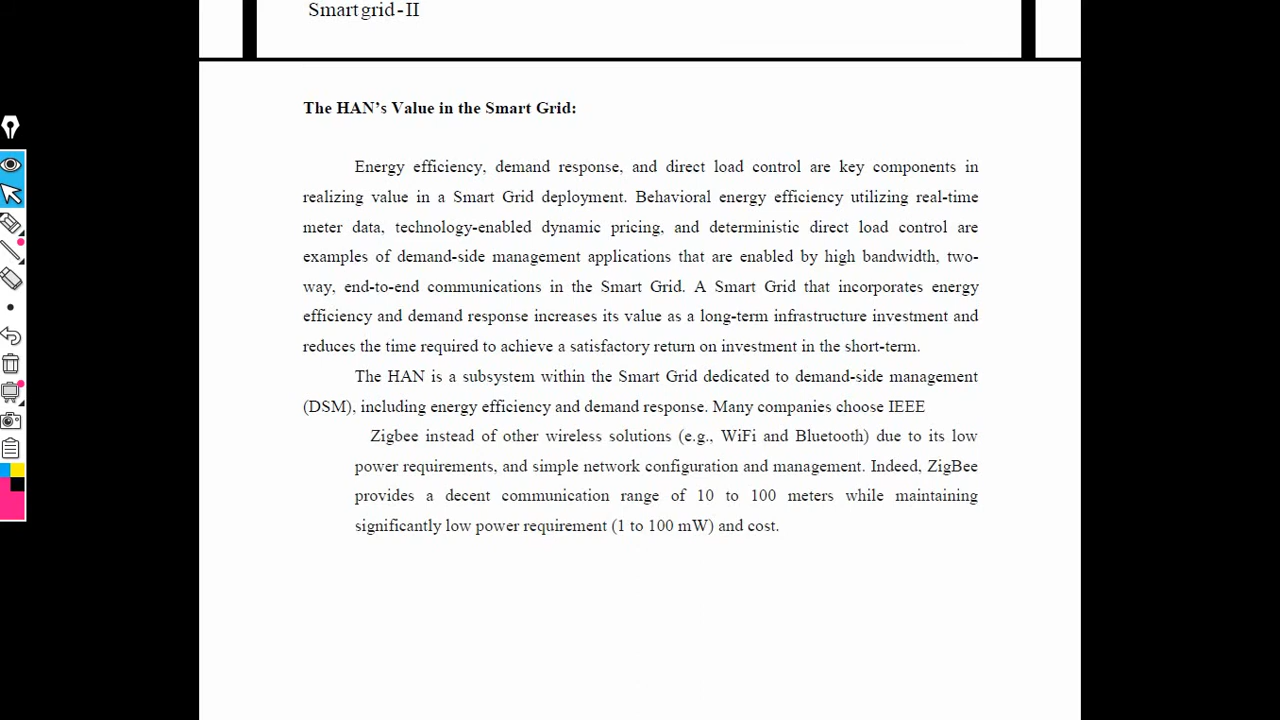 Smart grid - II
The HAN's Value in the Smart Grid:
Energy efficiency, demand response, and direct load control are key components in
realizing value in a Smart Grid deployment. Behavioral energy efficiency utilizing real-time
meter data, technology-enabled dynamic pricing, and deterministic direct load control are
examples of demand-side management applications that are enabled by high bandwidth, two-
way, end-to-end communications in the Smart Grid. A Smart Grid that incorporates energy
efficiency and demand response increases its value as a long-term infrastructure investment and
reduces the time required to achieve a satisfactory return on investment in the short-term.
The HAN is a subsystem within the Smart Grid dedicated to demand-side management
(DSM), including energy efficiency and demand response. Many companies choose IEEE
Zigbee instead of other wireless solutions (e.g., WiFi and Bluetooth) due to its low
power requirements, and simple network configuration and management. Indeed, ZigBee
provides a decent communication range of 10 to 100 meters while maintaining
significantly low power requirement (1 to 100 mW) and cost.